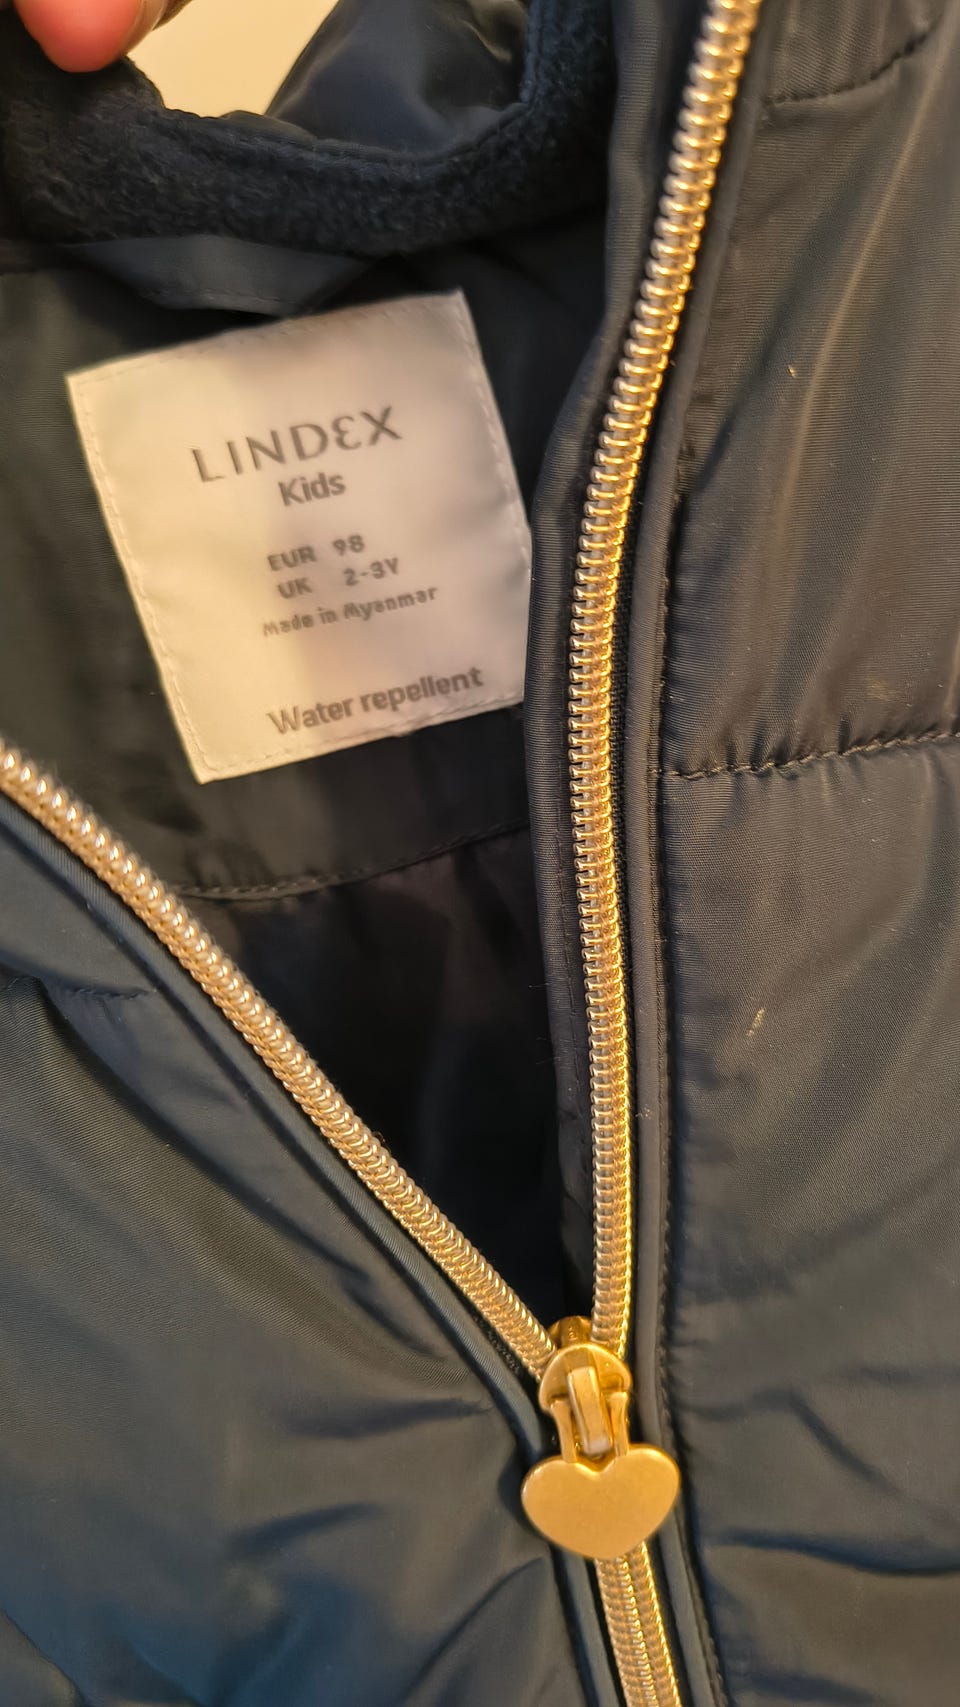 LINDEX
Kids
EUR 98
UK 2-3Y
Made in Myanmar
Water repellent